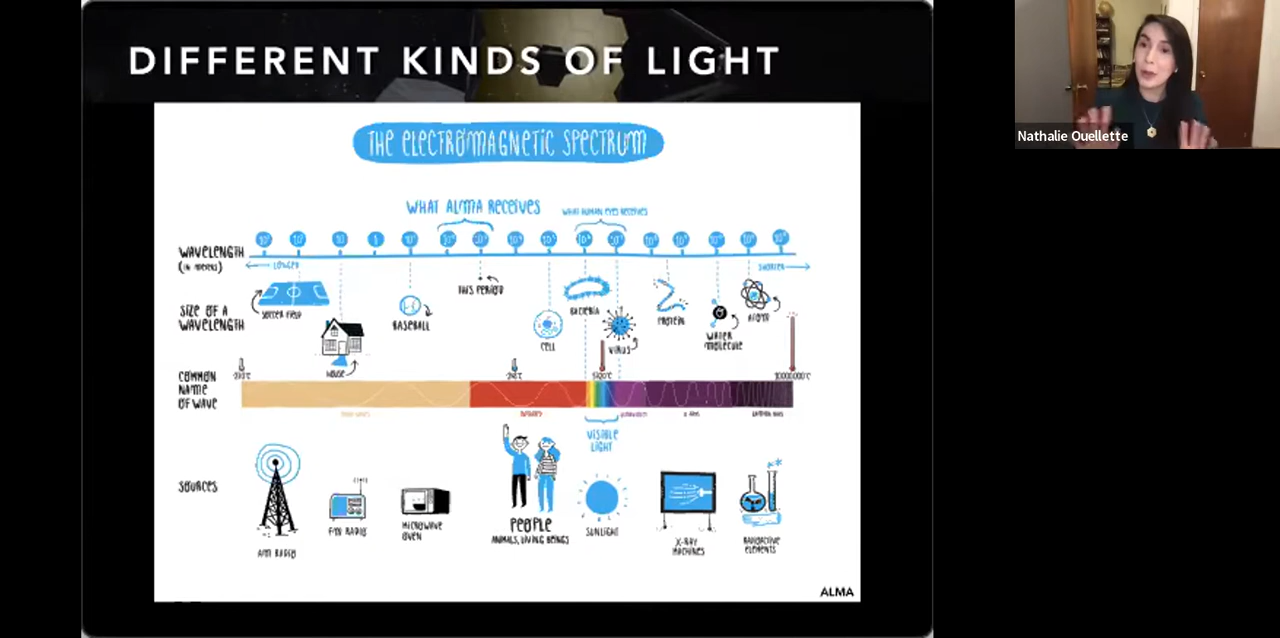 DIFFERENT KINDS OF LIGHT
Nathalie Ouellette
THE ELECTROMAGNETIC SPECTRUM
WHAT ALMA RECEIVES
WHAT HUMAN EYES RECEIVES
WAVELENGTH
(in meters)
LONGER
SHORTER
SIZE OF A
WAVELENGTH
SOCCER FIELD
HOUSE
BASEBALL
THIS PERIOD
CELL
BACTERIA
VIRUS
PROTEIN
WATER
MOLECULE
ATOM
COMMON
NAME
OF WAVE
VISIBLE
LIGHT
SOURCES
AM RADIO
FM RADIO
MICROWAVE
OVEN
PEOPLE
ANIMALS, LIVING BEINGS
SUNLIGHT
X-RAY
MACHINES
RADIOACTIVE
ELEMENTS
ALMA